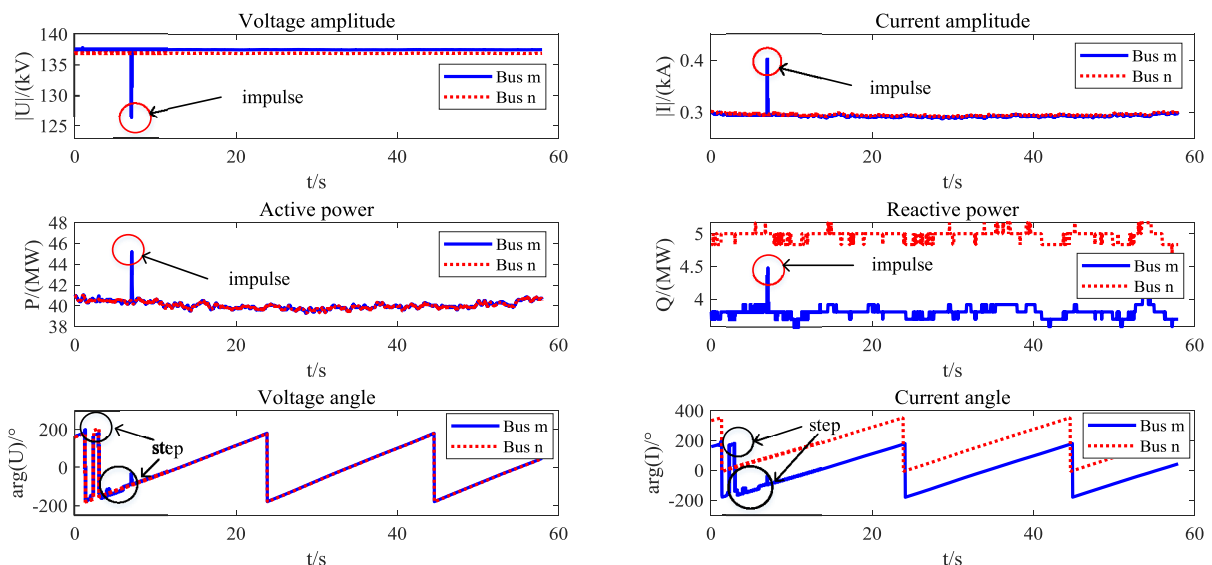 Voltage amplitude
140
135
130
125
|U|/(kV)
impulse
Bus m
Bus n
0
20
40
60
t/s
Current amplitude
0.4
0.3
|I|/(kA)
impulse
Bus m
Bus n
0
20
40
60
t/s
Active power
48
46
44
42
40
38
P/(MW)
impulse
Bus m
Bus n
0
20
40
60
t/s
Reactive power
5
4.5
4
Q/(MW)
impulse
Bus m
Bus n
0
20
40
60
t/s
Voltage angle
200
0
-200
arg(U)/°
step
step
Bus m
Bus n
0
20
40
60
t/s
Current angle
400
200
0
-200
arg(I)/°
step
Bus m
Bus n
0
20
40
60
t/s